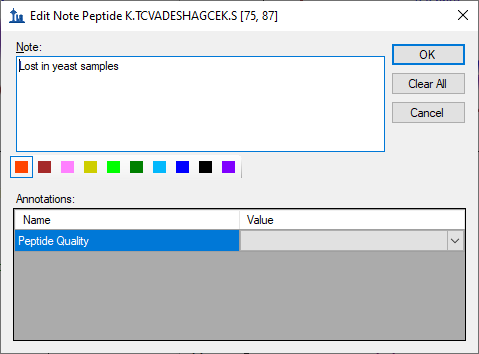 Edit Note Peptide K.TCVADESHAGCEK.S [75, 87]
Note:
OK
Lost in yeast samples
Clear All
Cancel
Annotations:
Name Value
Peptide Quality